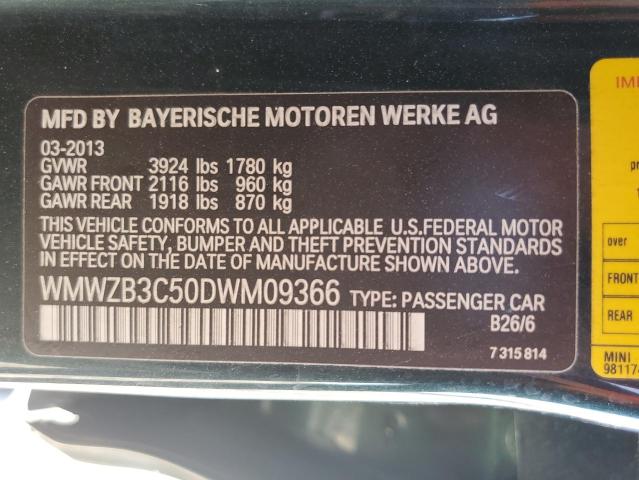 MFD BY BAYERISCHE MOTOREN WERKE AG
03-2013
GVWR 3924 lbs 1780 kg
GAWR FRONT 2116 lbs 960 kg
GAWR REAR 1918 lbs 870 kg
THIS VEHICLE CONFORMS TO ALL APPLICABLE U.S.FEDERAL MOTOR
VEHICLE SAFETY, BUMPER AND THEFT PREVENTION STANDARDS
IN EFFECT ON THE DATE OF MANUFACTURE SHOWN ABOVE.
WMWZB3C50DWM09366 TYPE: PASSENGER CAR
B26/6
7 315 814
over
FRONT
REAR
MINI